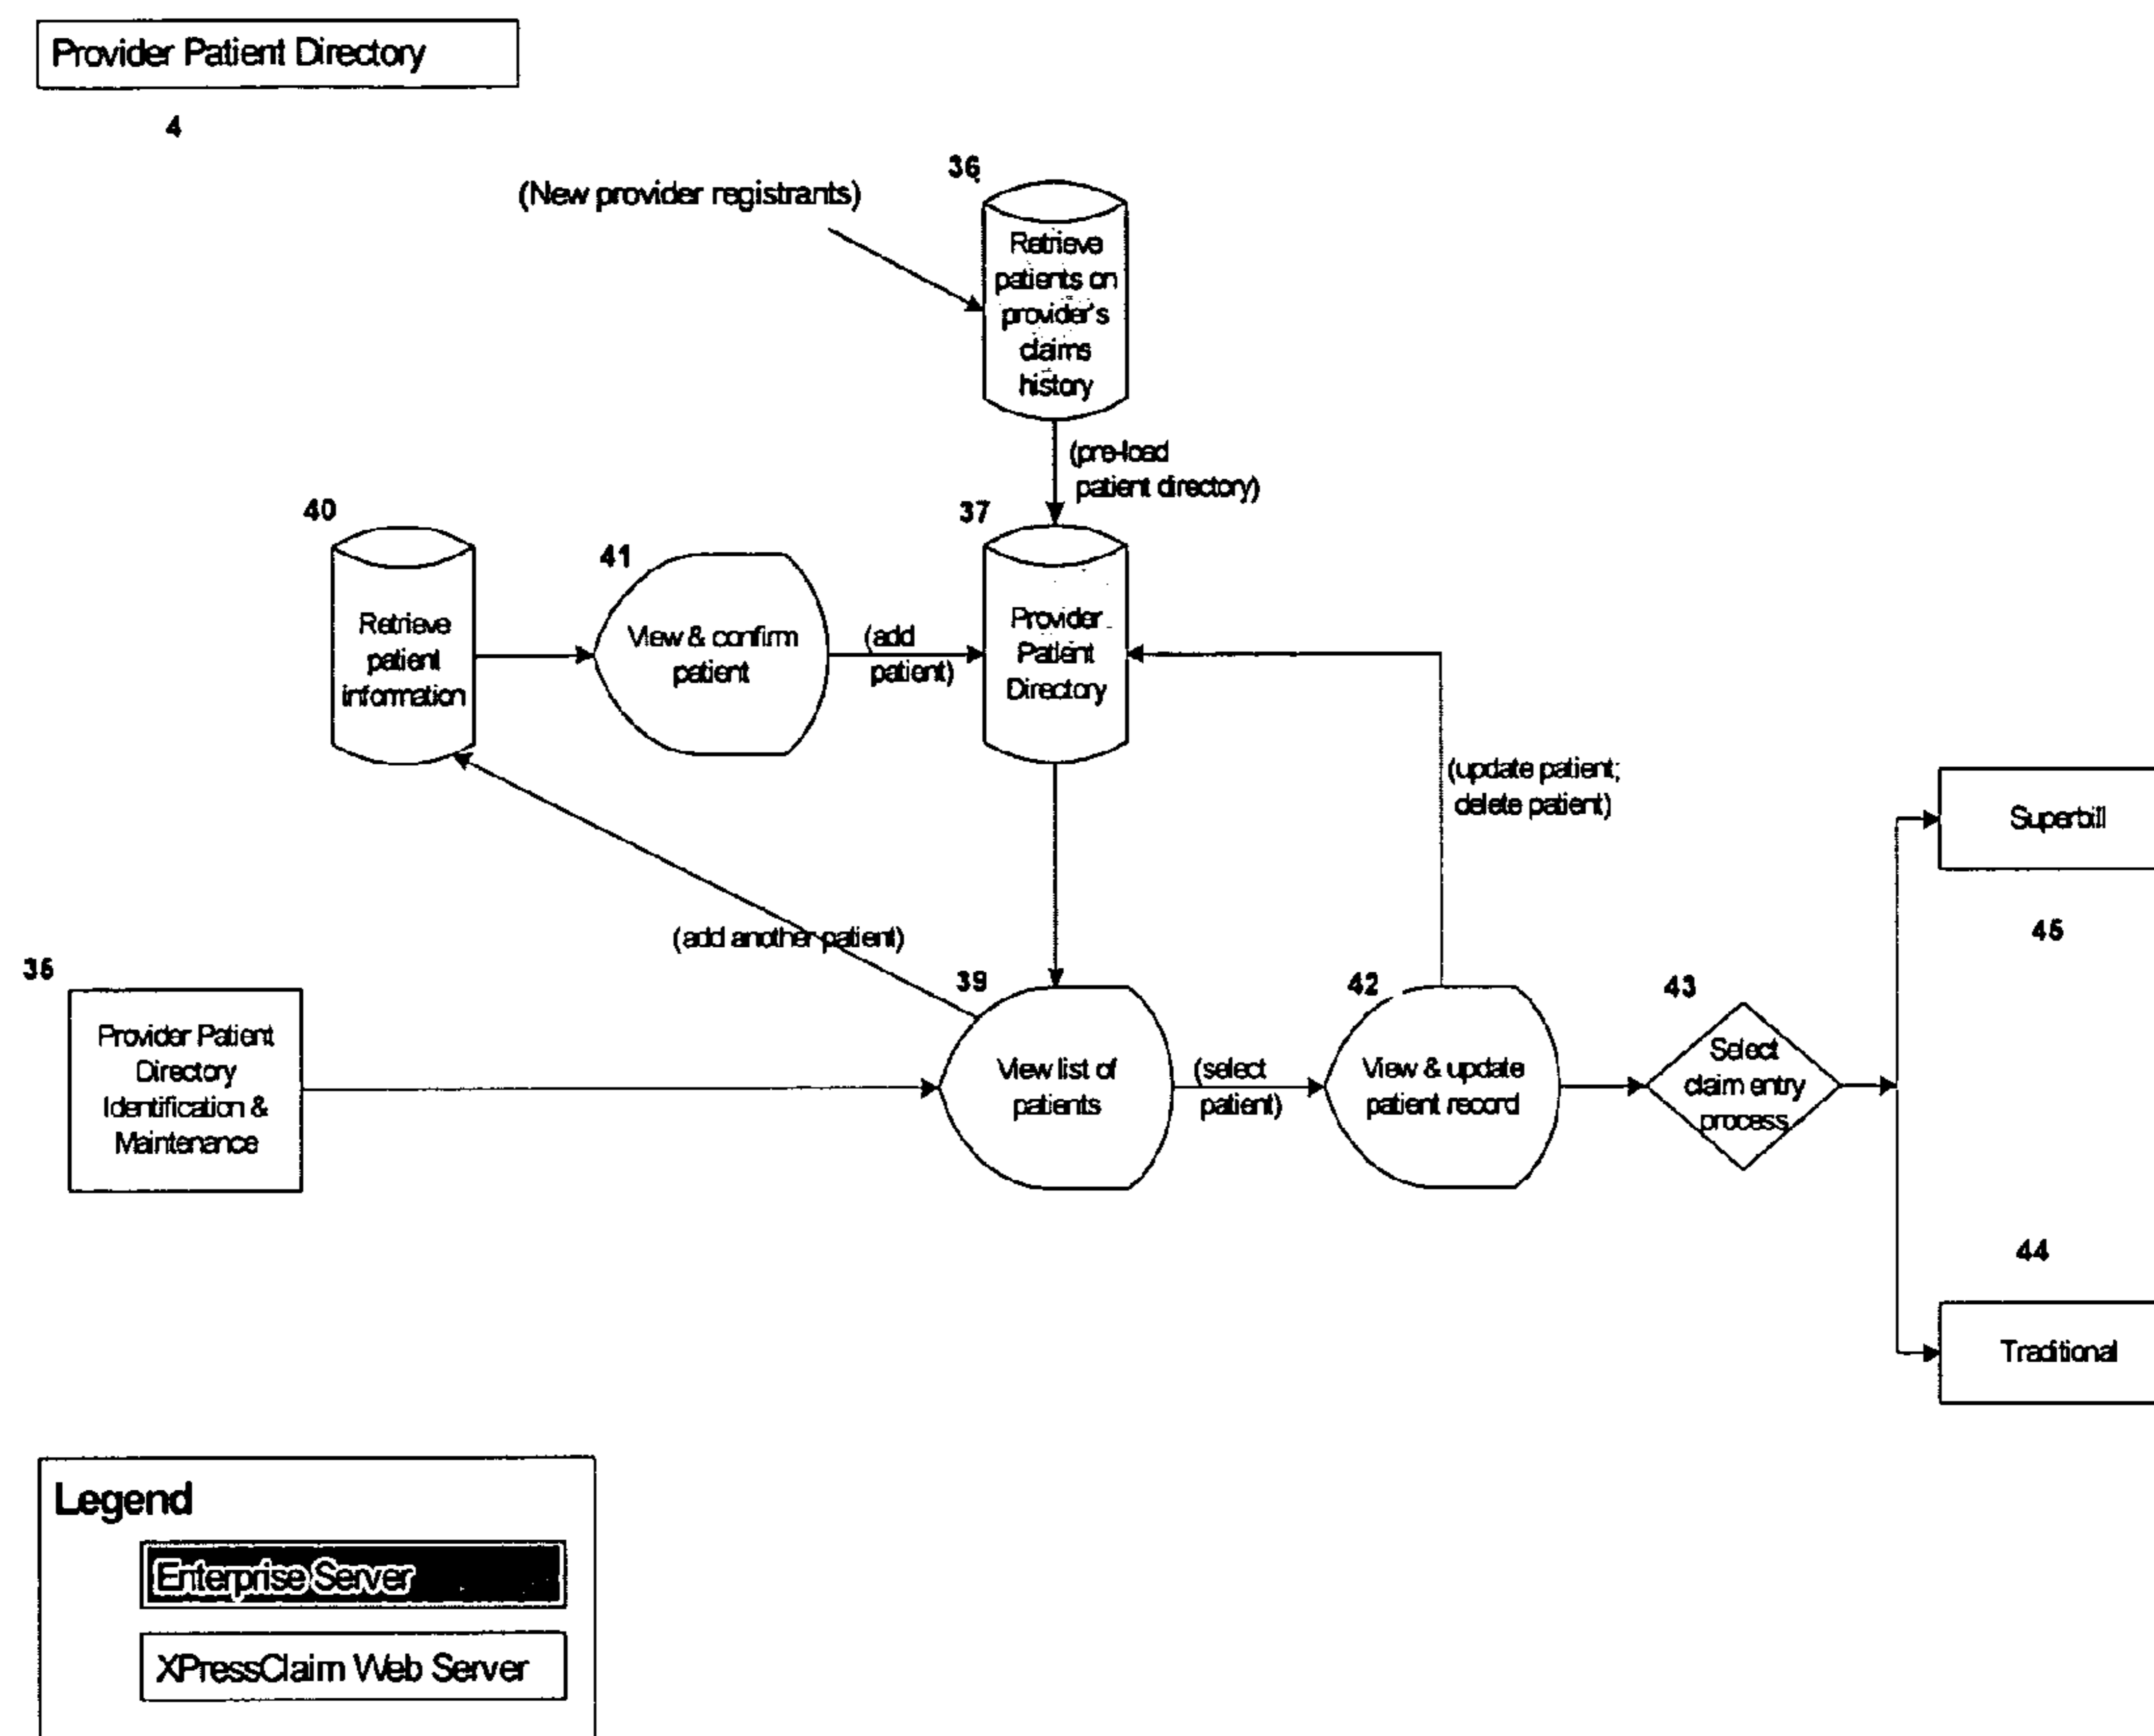 Provider Patient Directory
4
36
(New provider registrants)
Retrieve
patients on
provider's
claims
history
(pre-load
patient directory)
40
37
41
Retrieve
patient
information
View & confirm
patient
(add
patient)
Provider
Patient
Directory
(update patient;
delete patient)
Superbill
45
(add another patient)
35
39
42
43
Provider Patient
Directory
Identification &
Maintenance
View list of
patients
(select
patient)
View & update
patient record
Select
claim entry
process
44
Traditional
Legend
Enterprise Server
XPressClaim Web Server